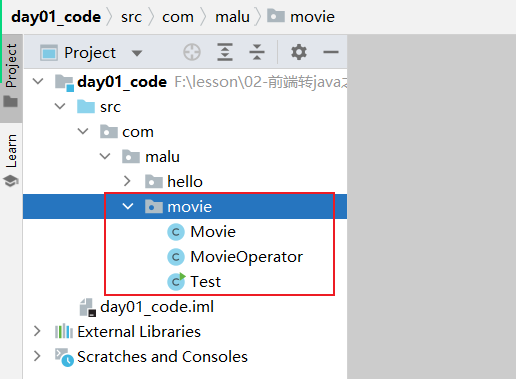 day01_code > src > com > malu > movie
Project
Project
day01_code F:\lesson\02-前端转java之
src
com
malu
hello
movie
Movie
MovieOperator
Test
day01_code.iml
External Libraries
Scratches and Consoles
Learn